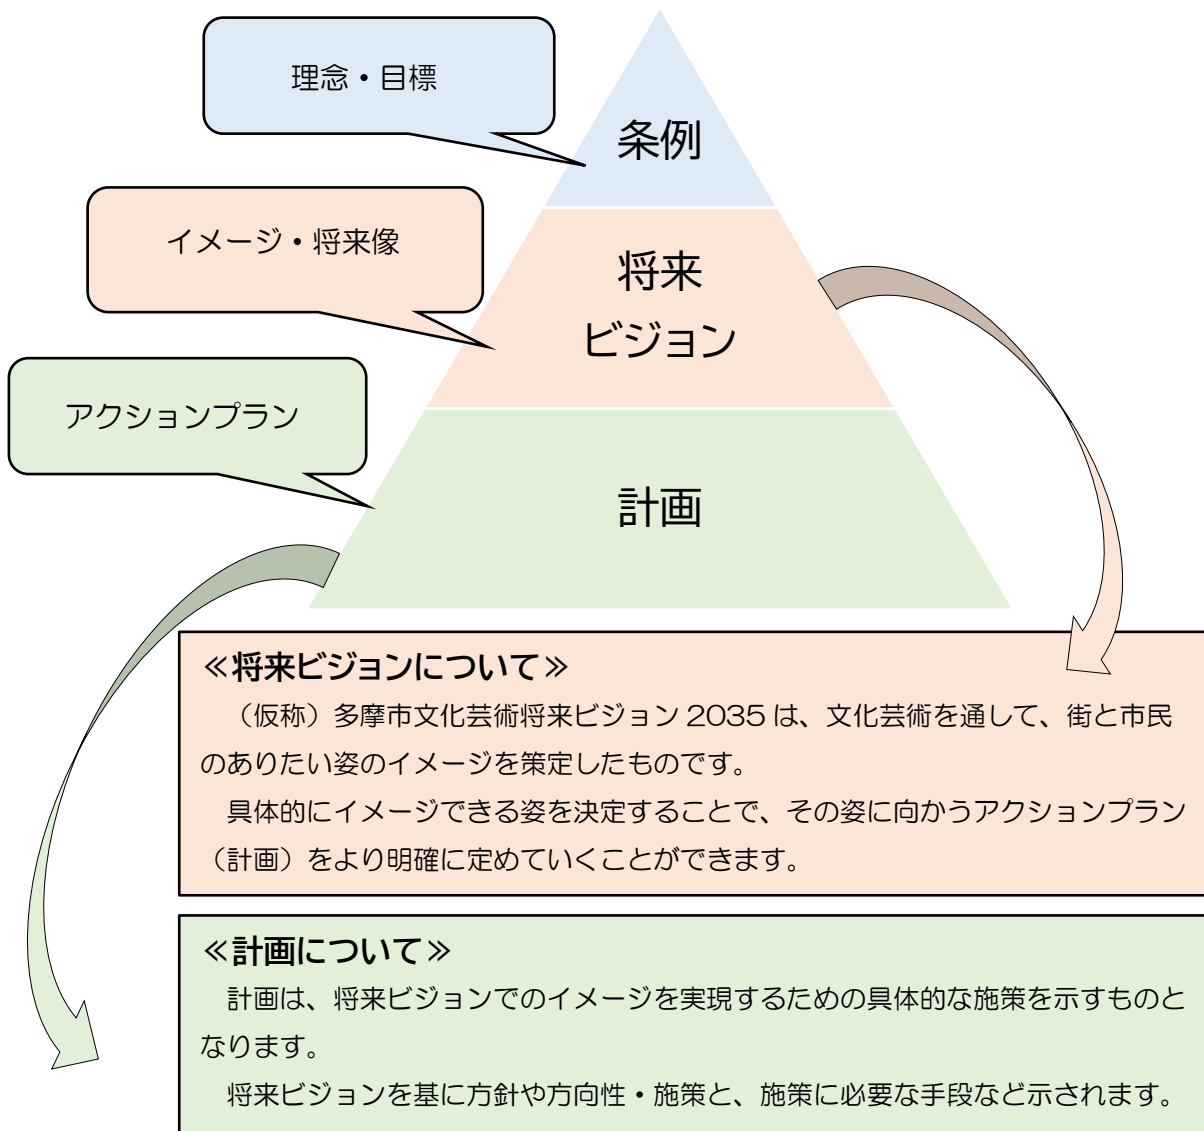 理念・目標
条例
イメージ・将来像
将来
ビジョン
アクションプラン
計画
≪将来ビジョンについて≫
（仮称）多摩市文化芸術将来ビジョン 2035 は、文化芸術を通して、街と市民
のありたい姿のイメージを策定したものです。
具体的にイメージできる姿を決定することで、その姿に向かうアクションプラン
（計画）をより明確に定めていくことができます。
≪計画について≫
計画は、将来ビジョンでのイメージを実現するための具体的な施策を示すものと
なります。
将来ビジョンを基に方針や方向性・施策と、施策に必要な手段など示されます。